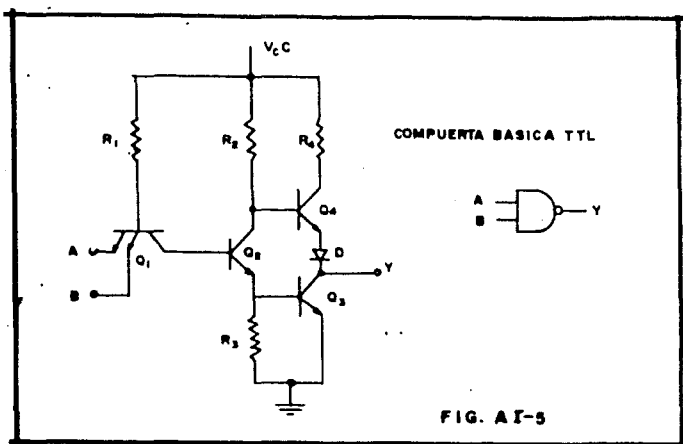 VcC
R1
R2
R4
COMPUERTA BASICA TTL
A
B
Y
Q4
A
B
Q1
Q2
D
Y
Q3
R3
FIG. AI-5